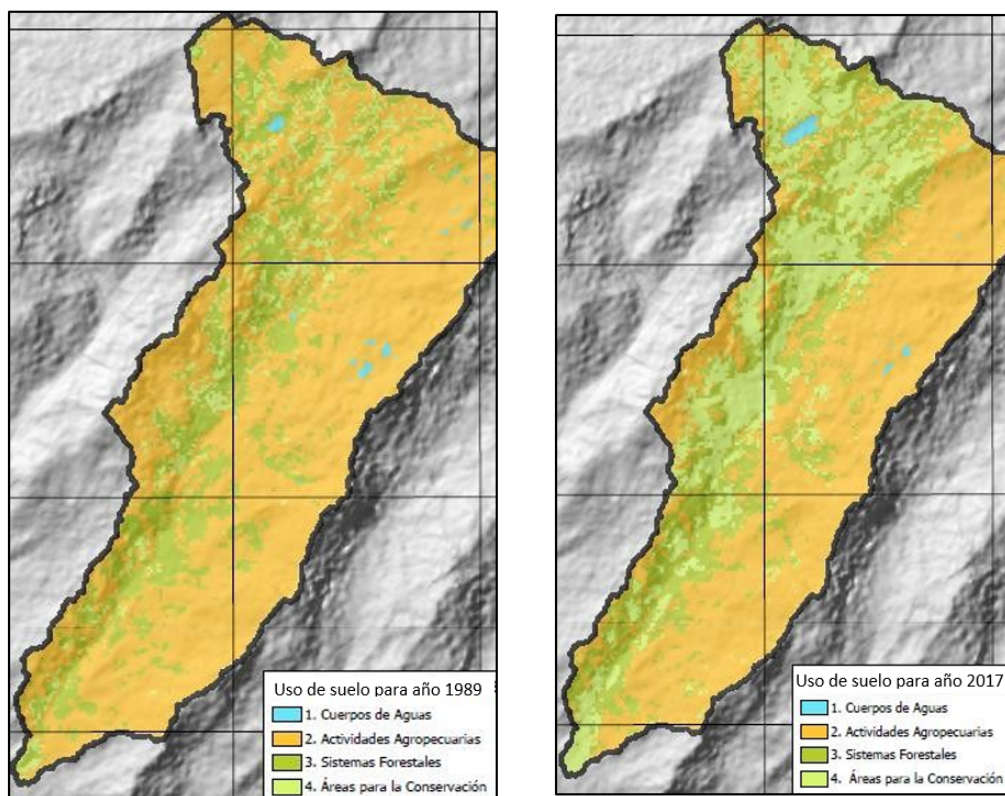 Uso de suelo para año 1989
1. Cuerpos de Aguas
2. Actividades Agropecuarias
3. Sistemas Forestales
4. Áreas para la Conservación
Uso de suelo para año 2017
1. Cuerpos de Aguas
2. Actividades Agropecuarias
3. Sistemas Forestales
4. Áreas para la Conservación